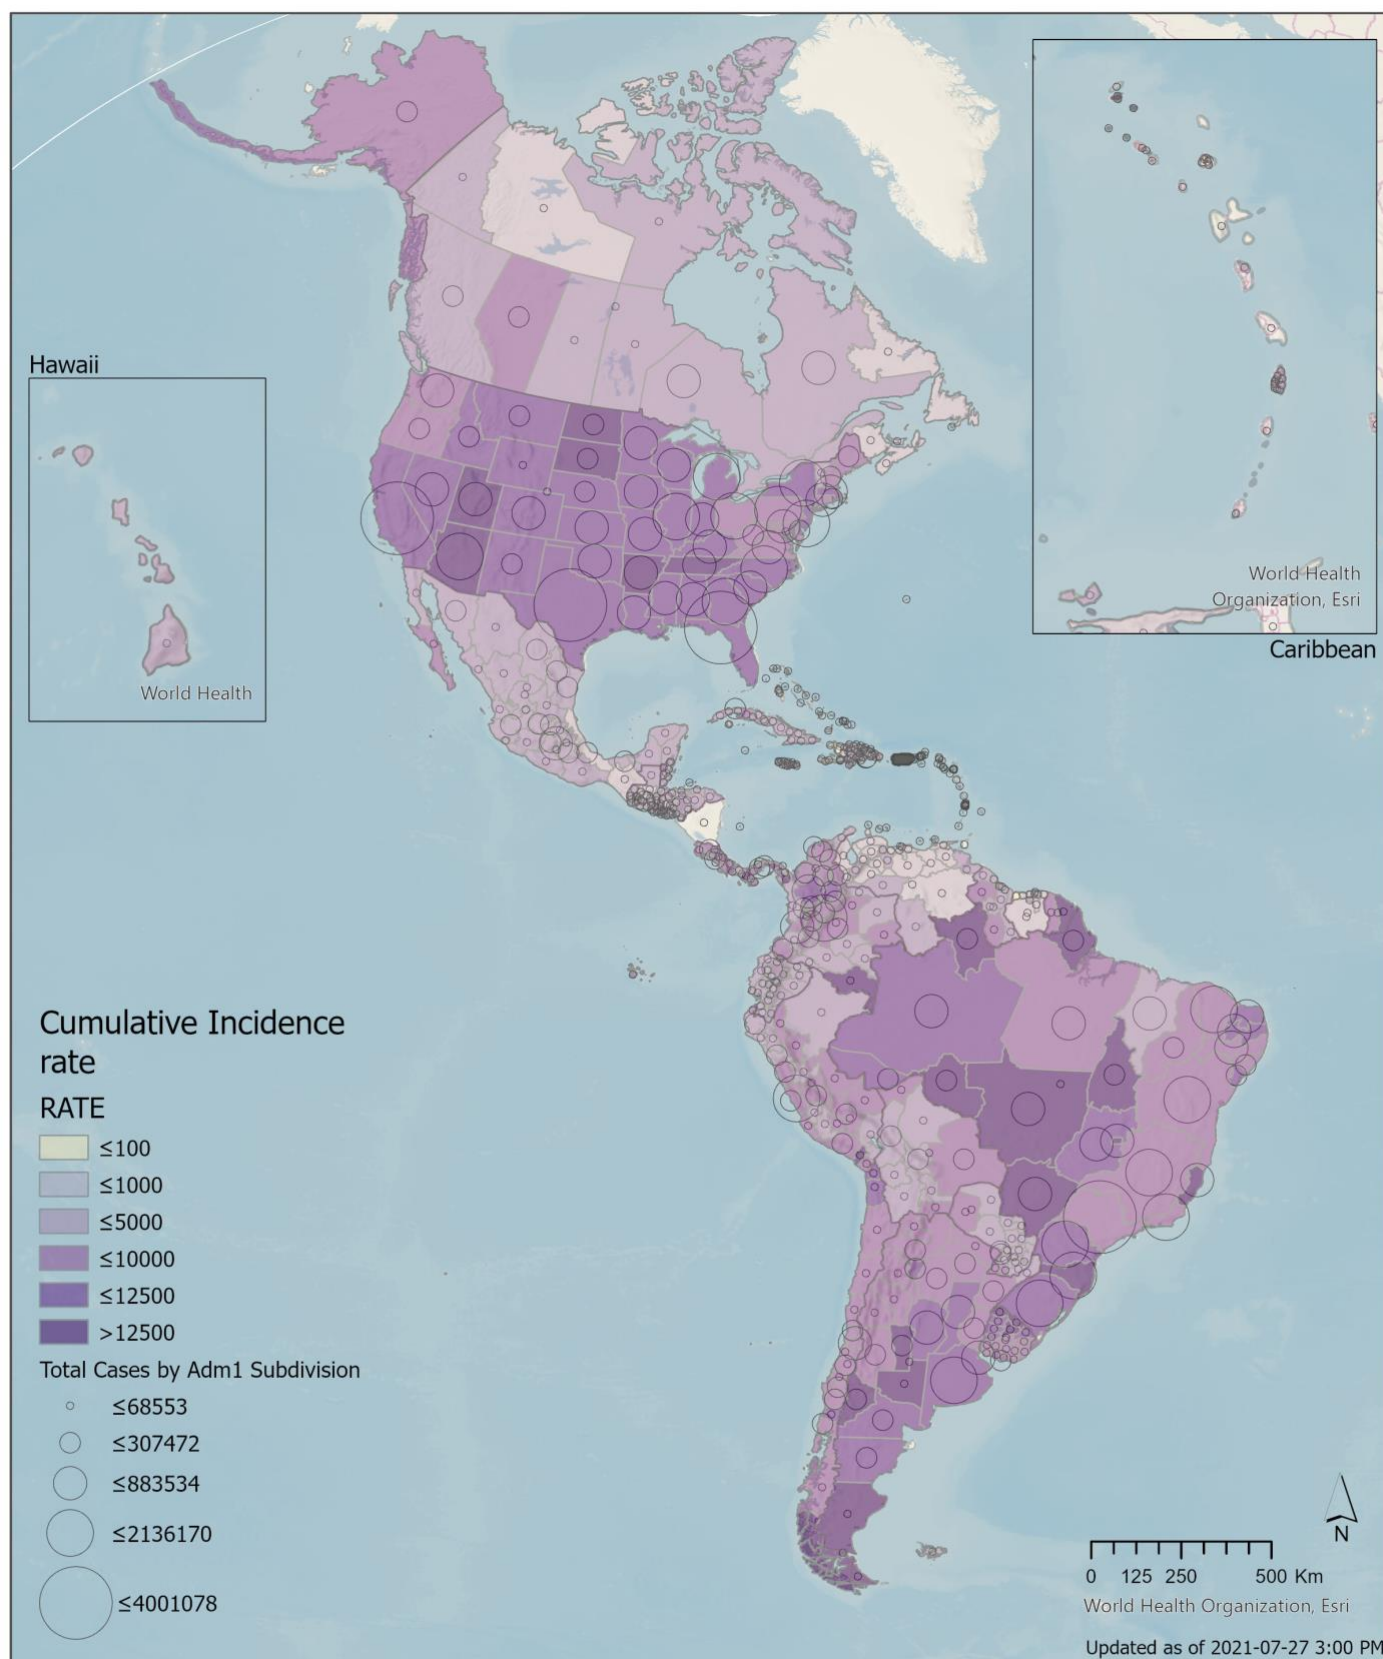 Hawaii
World Health
World Health
Organization, Esri
Caribbean
Cumulative Incidence
rate
RATE
≤100
≤1000
≤5000
≤10000
≤12500
>12500
Total Cases by Adm1 Subdivision
≤68553
≤307472
≤883534
≤2136170
≤4001078
N
0 125 250 500 Km
World Health Organization, Esri
Updated as of 2021-07-27 3:00 PM